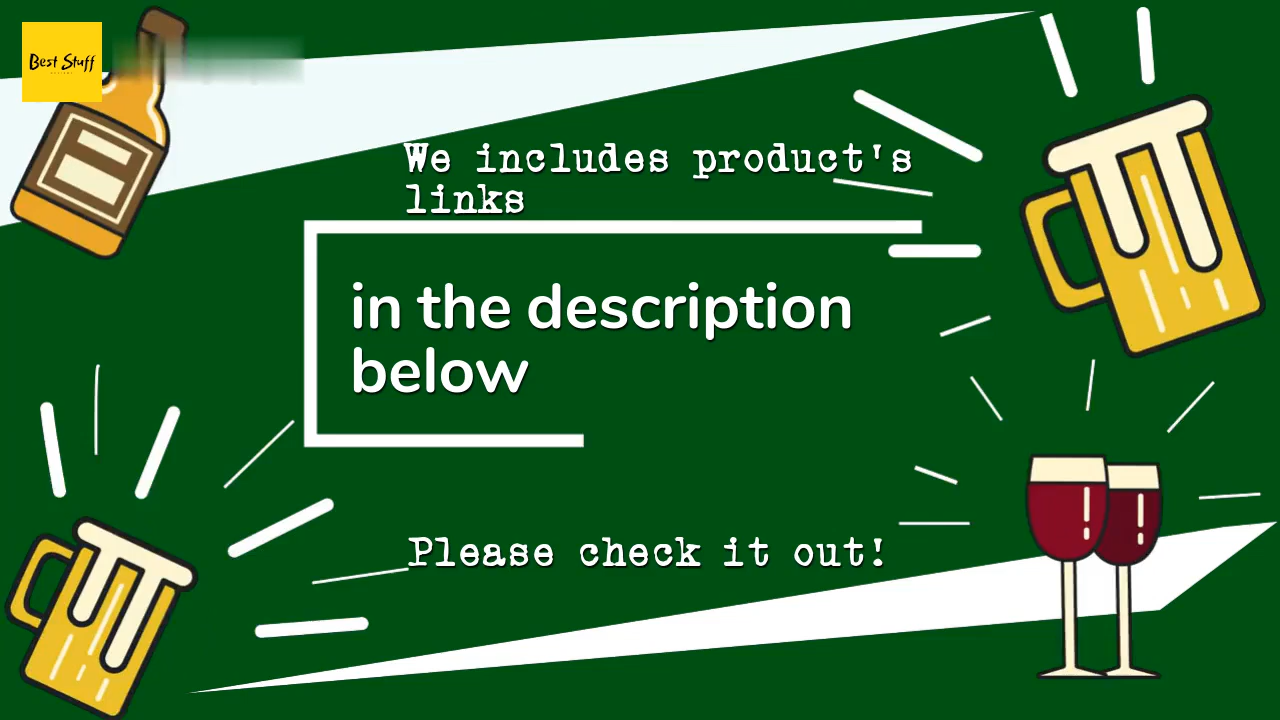 Best Stuff
We includes product's
links
in the description
below
Please check it out!